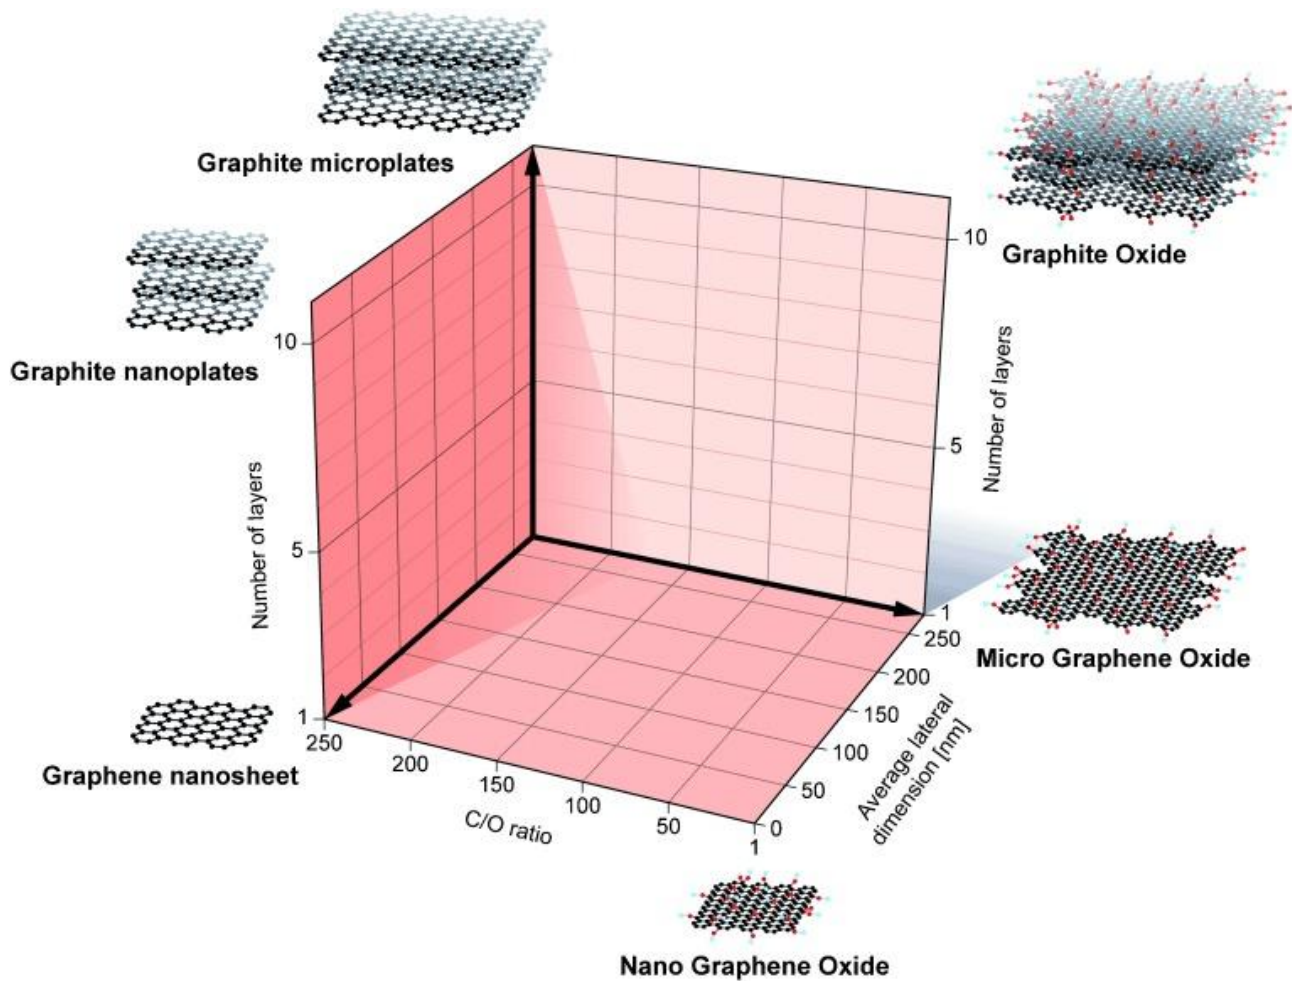 Graphite microplates
Graphite Oxide
Graphite nanoplates
Graphene nanosheet
Micro Graphene Oxide
Nano Graphene Oxide
Number of layers
10
5
1
Number of layers
10
5
1
C/O ratio
250
200
150
100
50
1
Average lateral
dimension [nm]
250
200
150
100
50
0